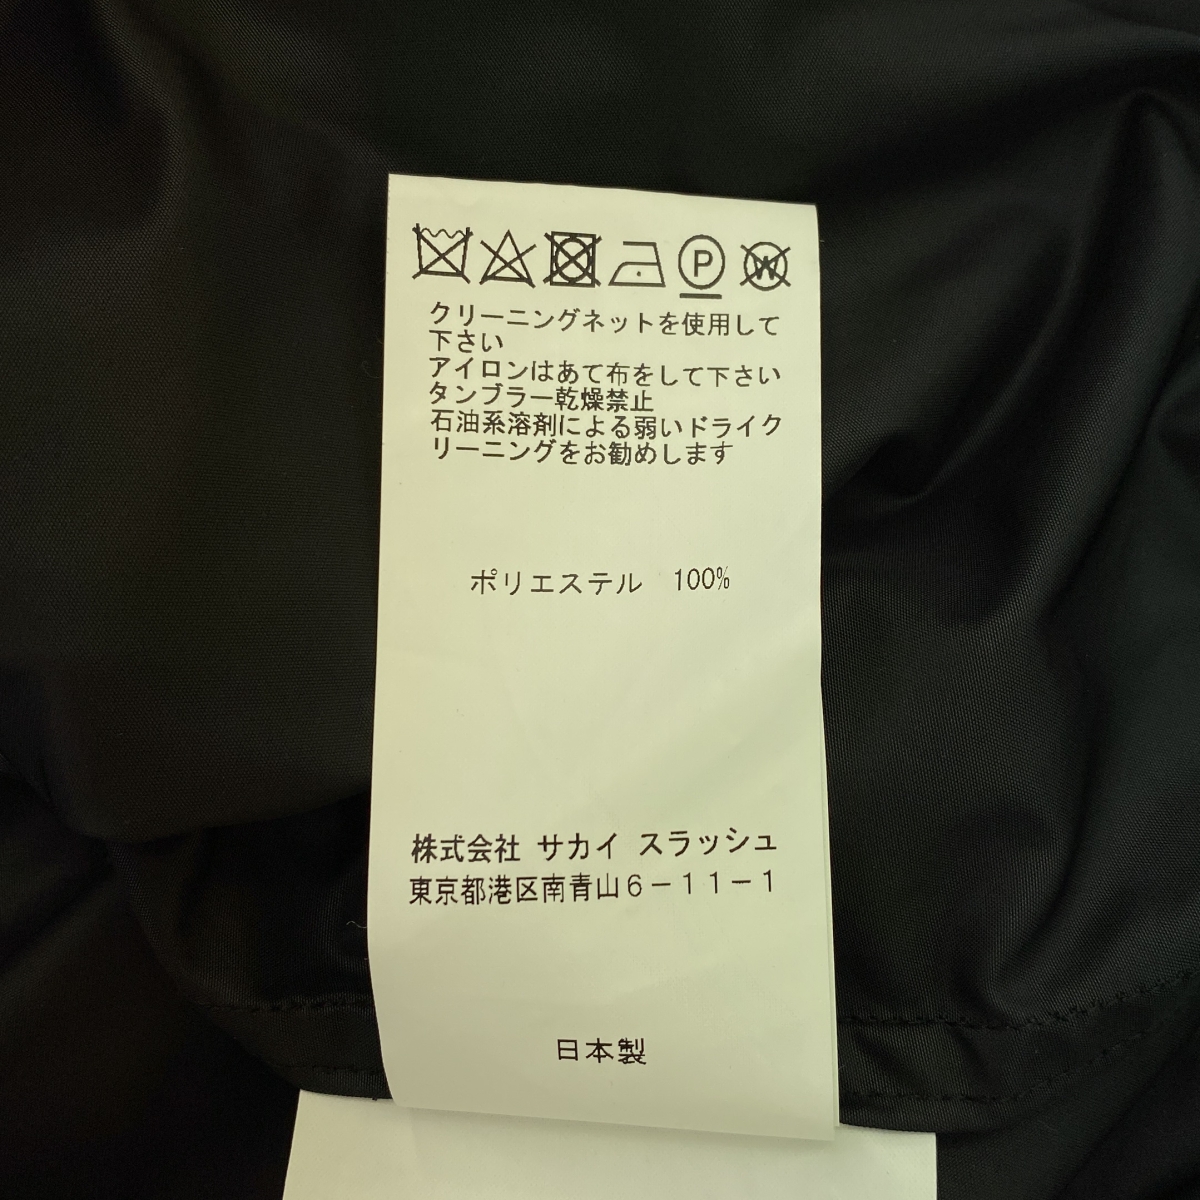 P W
クリーニングネットを使用して
下さい
アイロンはあて布をして下さい
タンブラー乾燥禁止
石油系溶剤による弱いドライク
リーニングをお勧めします
ポリエステル 100%
株式会社 サカイ スラッシュ
東京都港区南青山6-11-1
日本製